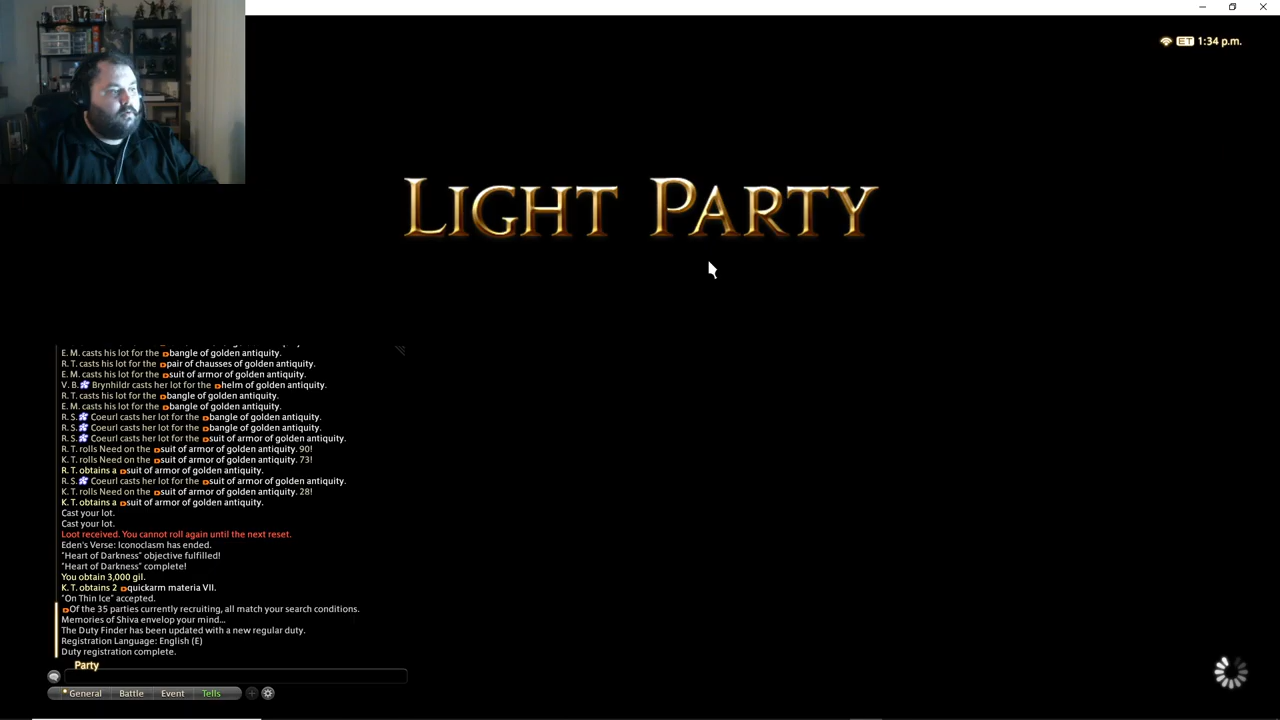 ET 1:34 p.m.
LIGHT PARTY
E. M. casts his lot for the bangle of golden antiquity.
R. T. casts his lot for the pair of chausses of golden antiquity.
E. M. casts his lot for the suit of armor of golden antiquity.
V. B. Brynhildr casts her lot for the helm of golden antiquity.
R. T. casts his lot for the bangle of golden antiquity.
E. M. casts his lot for the bangle of golden antiquity.
R. S. Coeurl casts her lot for the bangle of golden antiquity.
R. S. Coeurl casts her lot for the bangle of golden antiquity.
R. S. Coeurl casts her lot for the suit of armor of golden antiquity.
R. T. rolls Need on the suit of armor of golden antiquity. 90!
K. T. rolls Need on the suit of armor of golden antiquity. 73!
R. T. obtains a suit of armor of golden antiquity.
R. S. Coeurl casts her lot for the suit of armor of golden antiquity.
K. T. rolls Need on the suit of armor of golden antiquity. 28!
K. T. obtains a suit of armor of golden antiquity.
Cast your lot.
Cast your lot.
Loot received. You cannot roll again until the next reset.
Eden's Verse: Iconoclasm has ended.
"Heart of Darkness" objective fulfilled!
"Heart of Darkness" complete!
You obtain 3,000 gil.
K. T. obtains 2 quickarm materia VII.
"On Thin Ice" accepted.
Of the 35 parties currently recruiting, all match your search conditions.
Memories of Shiva envelop your mind...
The Duty Finder has been updated with a new regular duty.
Registration Language: English (E)
Duty registration complete.
Party
General Battle Event Tells